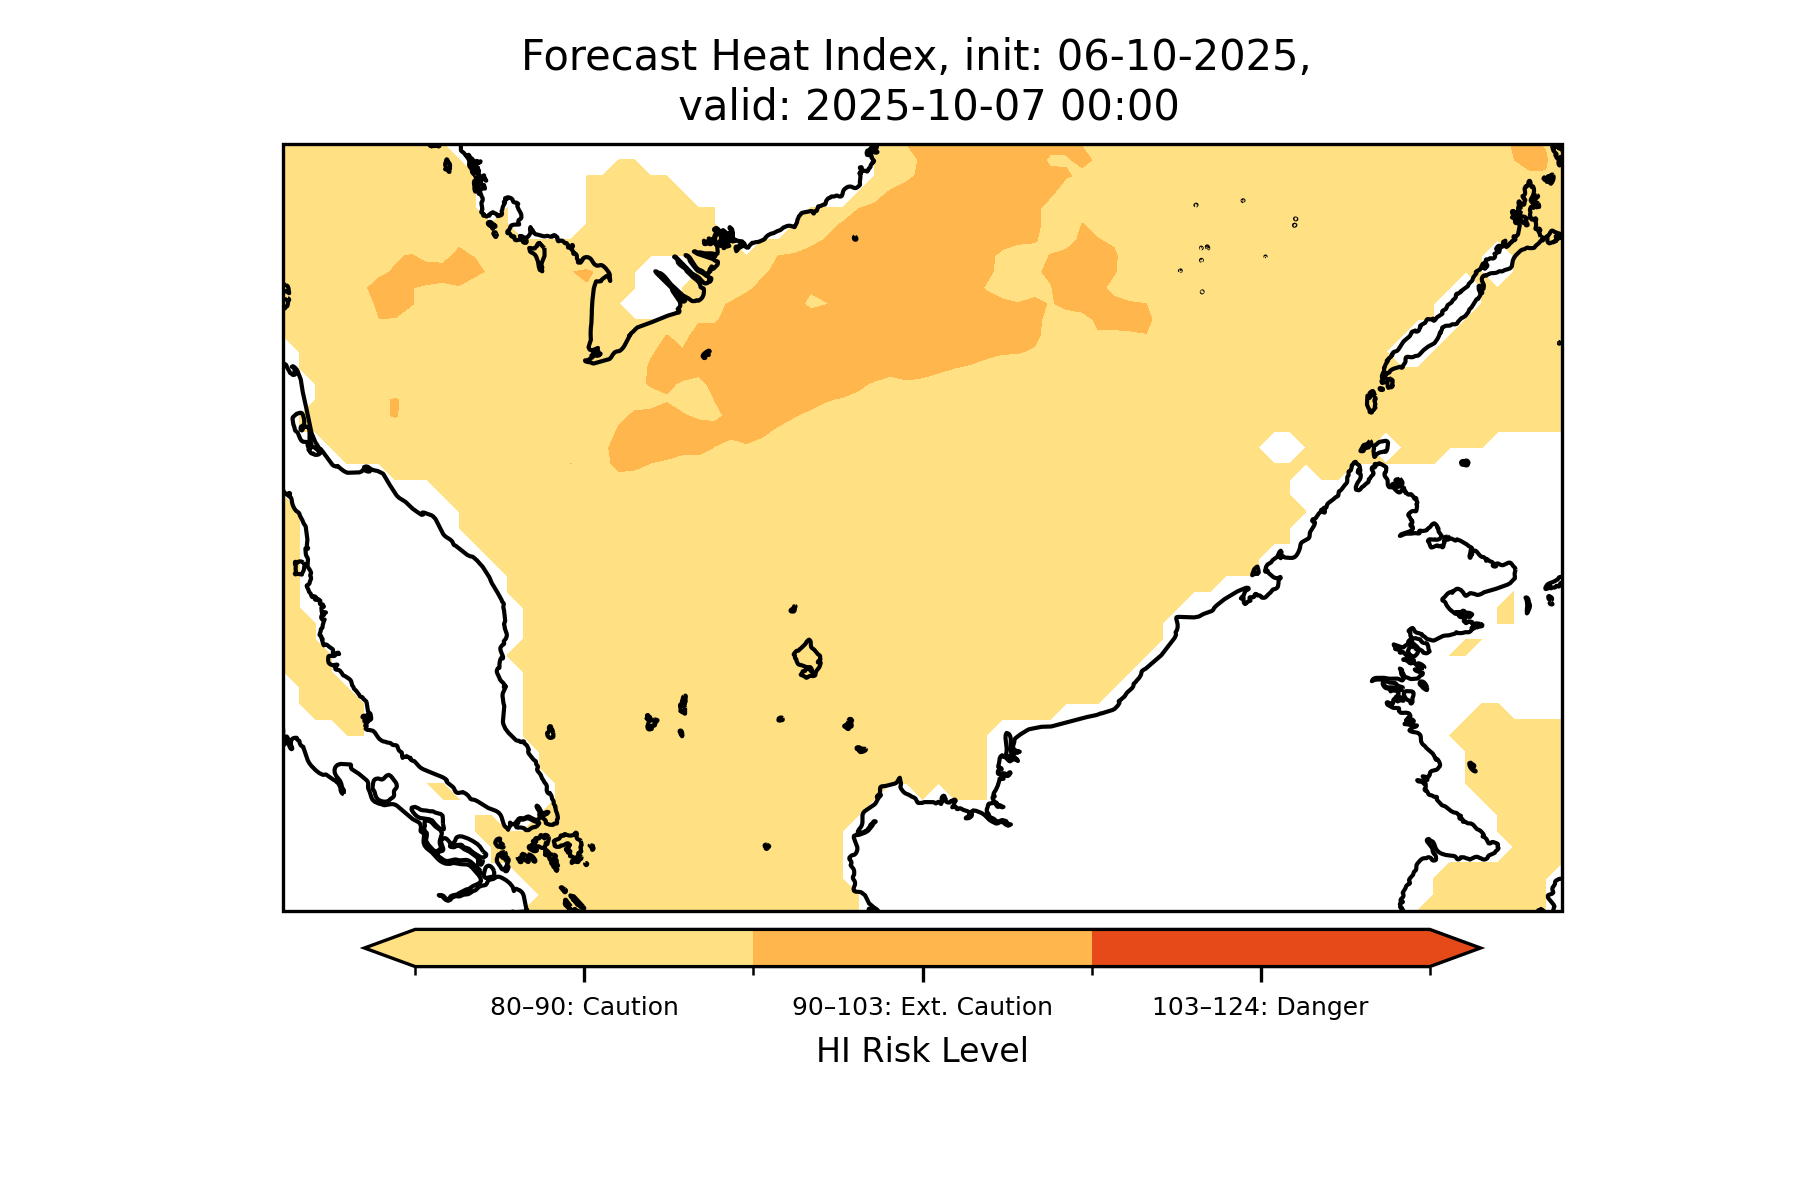 Forecast Heat Index, init: 06-10-2025,
valid: 2025-10-07 00:00
80–90: Caution
90–103: Ext. Caution
103–124: Danger
HI Risk Level